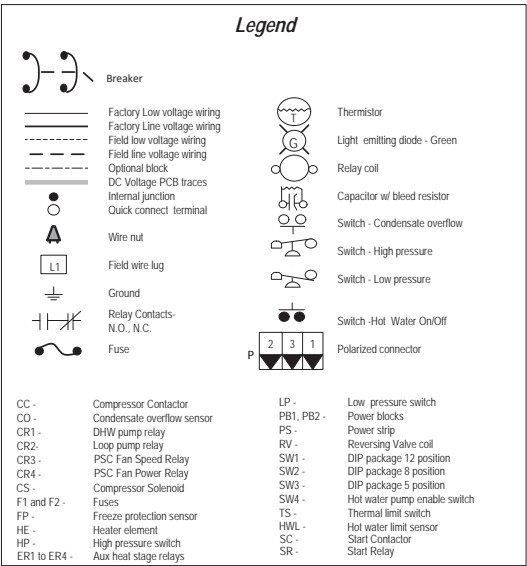 Legend
Breaker
Factory Low voltage wiring
Factory Line voltage wiring
Field low voltage wiring
Field line voltage wiring
Optional block
DC Voltage PCB traces
Internal junction
Quick connect terminal
Wire nut
L1
Field wire lug
Ground
Relay Contacts-
N.O., N.C.
Fuse
T
Thermistor
G
Light emitting diode - Green
Relay coil
Capacitor w/ bleed resistor
Switch - Condensate overflow
Switch - High pressure
Switch - Low pressure
Switch -Hot Water On/Off
P 2 3 1
Polarized connector
CC - Compressor Contactor
CO - Condensate overflow sensor
CR1 - DHW pump relay
CR2- Loop pump relay
CR3 - PSC Fan Speed Relay
CR4 - PSC Fan Power Relay
CS - Compressor Solenoid
F1 and F2 - Fuses
FP - Freeze protection sensor
HE - Heater element
HP - High pressure switch
ER1 to ER4 - Aux heat stage relays
LP - Low pressure switch
PB1, PB2 - Power blocks
PS - Power strip
RV - Reversing Valve coil
SW1 - DIP package 12 position
SW2 - DIP package 8 position
SW3 - DIP package 5 position
SW4 - Hot water pump enable switch
TS - Thermal limit switch
HWL - Hot water limit sensor
SC - Start Contactor
SR - Start Relay